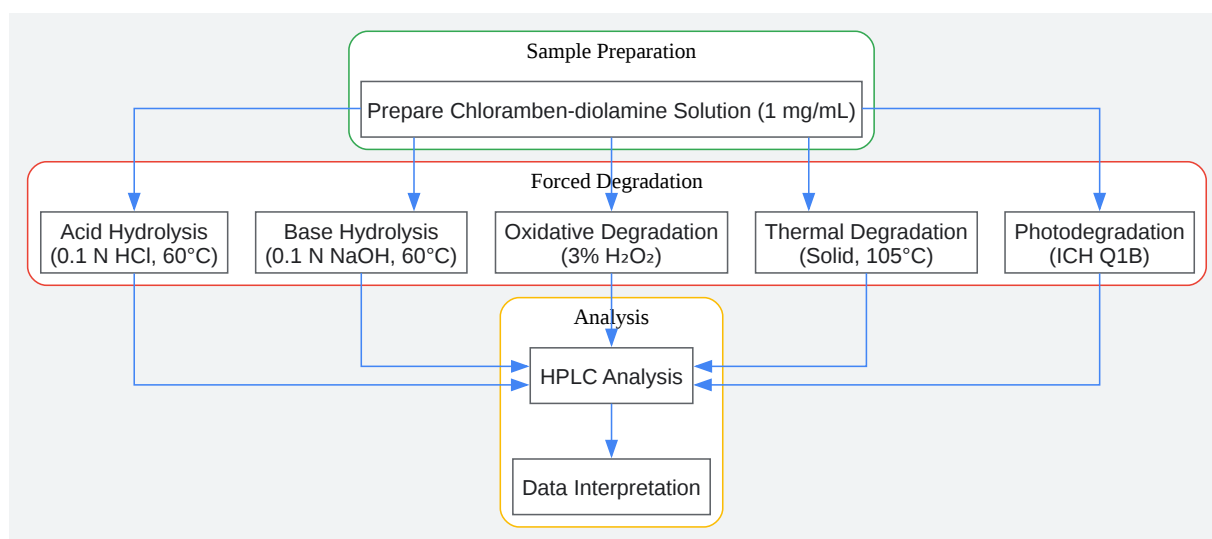 Sample Preparation
Prepare Chloramben-diolamine Solution (1 mg/mL)
Forced Degradation
Acid Hydrolysis
(0.1 N HCl, 60°C)
Base Hydrolysis
(0.1 N NaOH, 60°C)
Oxidative Degradation
(3% H₂O₂)
Thermal Degradation
(Solid, 105°C)
Photodegradation
(ICH Q1B)
Analysis
HPLC Analysis
Data Interpretation